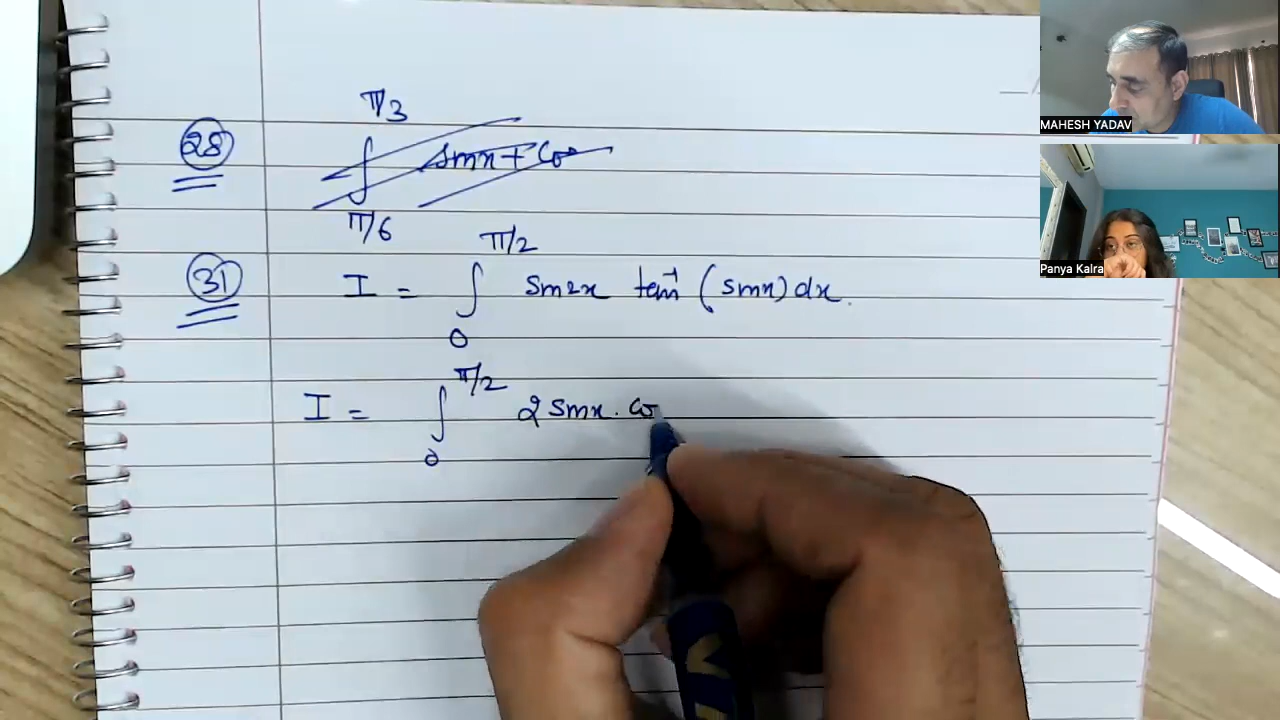 π/3
28 ∫ sinx + Co
π/6
31 I = ∫ sin2x tan⁻¹ (sinx) dx.
π/2
0
I = ∫ 2 sinx . Co
π/2
0
MAHESH YADAV
Panya Kalra